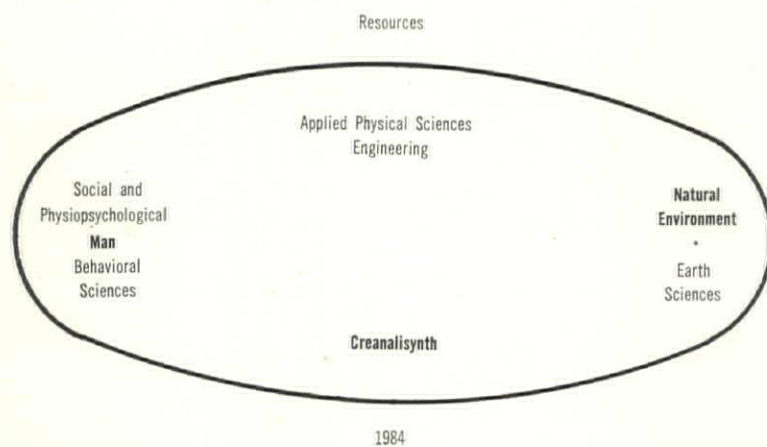 Resources
Applied Physical Sciences
Engineering
Social and
Physiopsychological
Man
Behavioral
Sciences
Natural
Environment
Earth
Sciences
Creanalisynth
1984